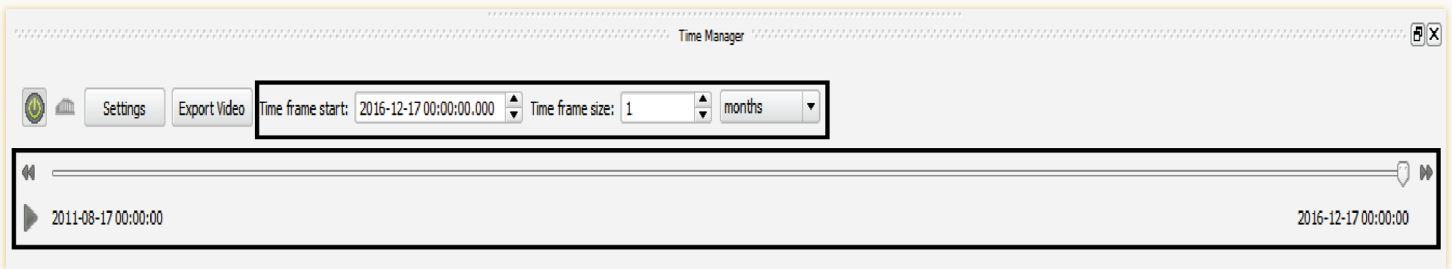 Time Manager
Settings Export Video Time frame start: 2016-12-17 00:00:00.000 Time frame size: 1 months
2011-08-17 00:00:00 2016-12-17 00:00:00